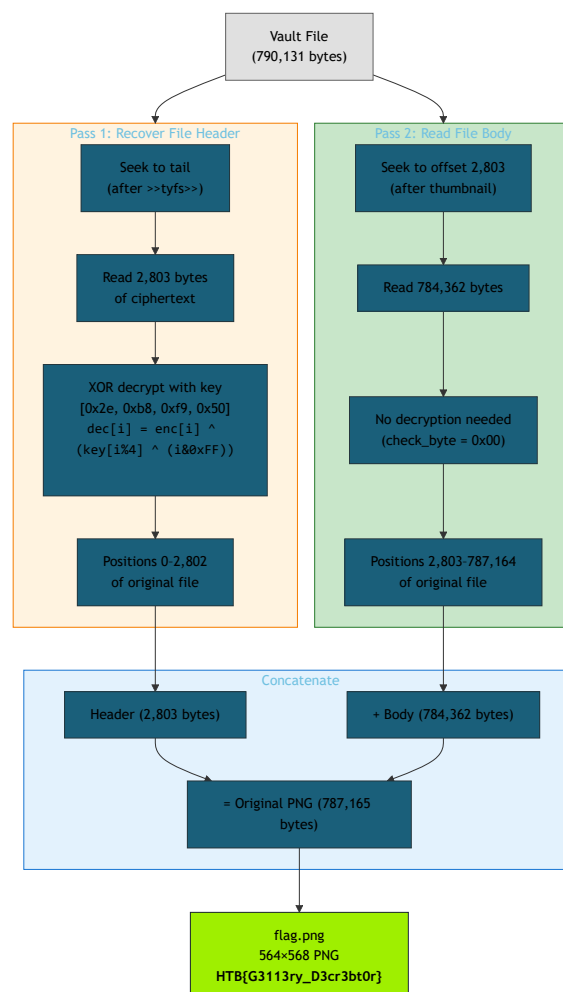 Vault File
(790,131 bytes)
Pass 1: Recover File Header
Seek to tail
(after >>tyfs>>)
Read 2,803 bytes
of ciphertext
XOR decrypt with key
[0x2e, 0xb8, 0xf9, 0x50]
dec[i] = enc[i] ^
(key[i%4] ^ (i&0xFF))
Positions 0-2,802
of original file
Pass 2: Read File Body
Seek to offset 2,803
(after thumbnail)
Read 784,362 bytes
No decryption needed
(check_byte = 0x00)
Positions 2,803-787,164
of original file
Concatenate
Header (2,803 bytes)
+ Body (784,362 bytes)
= Original PNG (787,165
bytes)
flag.png
564×568 PNG
HTB{G3113ry_D3cr3bt0r}